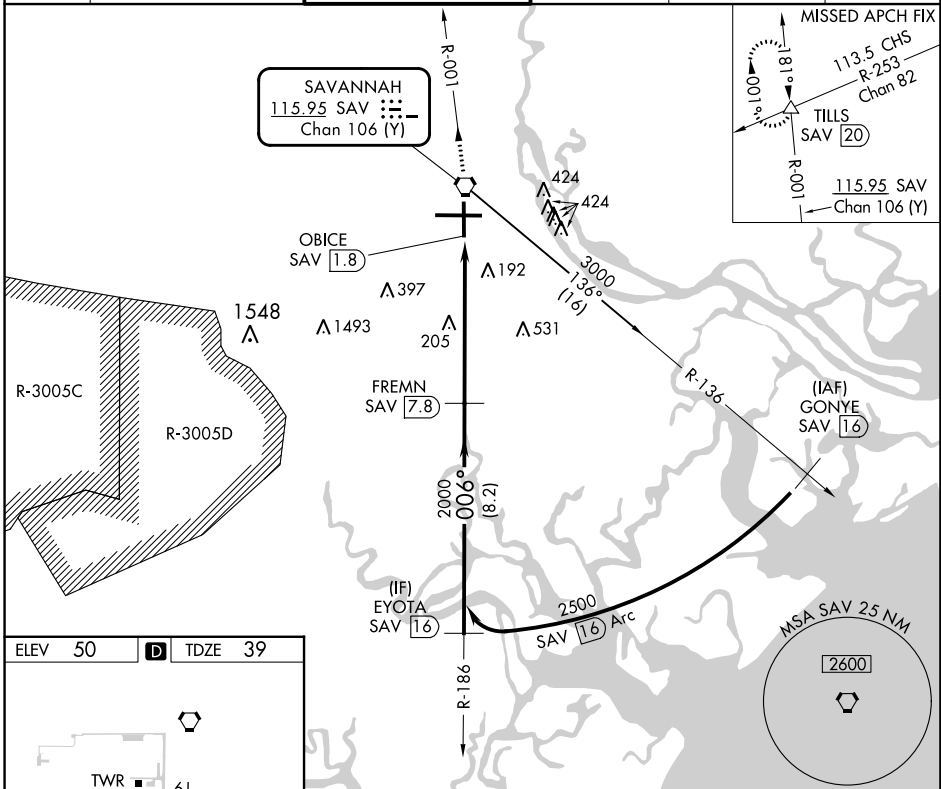 MISSED APCH FIX
181°
001°
113.5 CHS
R-253
Chan 82
TILLS
SAV 20
R-001
115.95 SAV
Chan 106 (Y)
R-001
SAVANNAH
115.95 SAV
Chan 106 (Y)
424
424
OBICE
SAV 1.8
192
3000
136°
(16)
397
1548
1493
205
531
R-3005C
R-3005D
FREMN
SAV 7.8
R-136
(IAF)
GONYE
SAV 16
2000
006°
(8.2)
(IF)
EYOTA
SAV 16
2500
SAV 16 Arc
R-186
MSA SAV 25 NM
2600
ELEV 50
D
TDZE 39
TWR